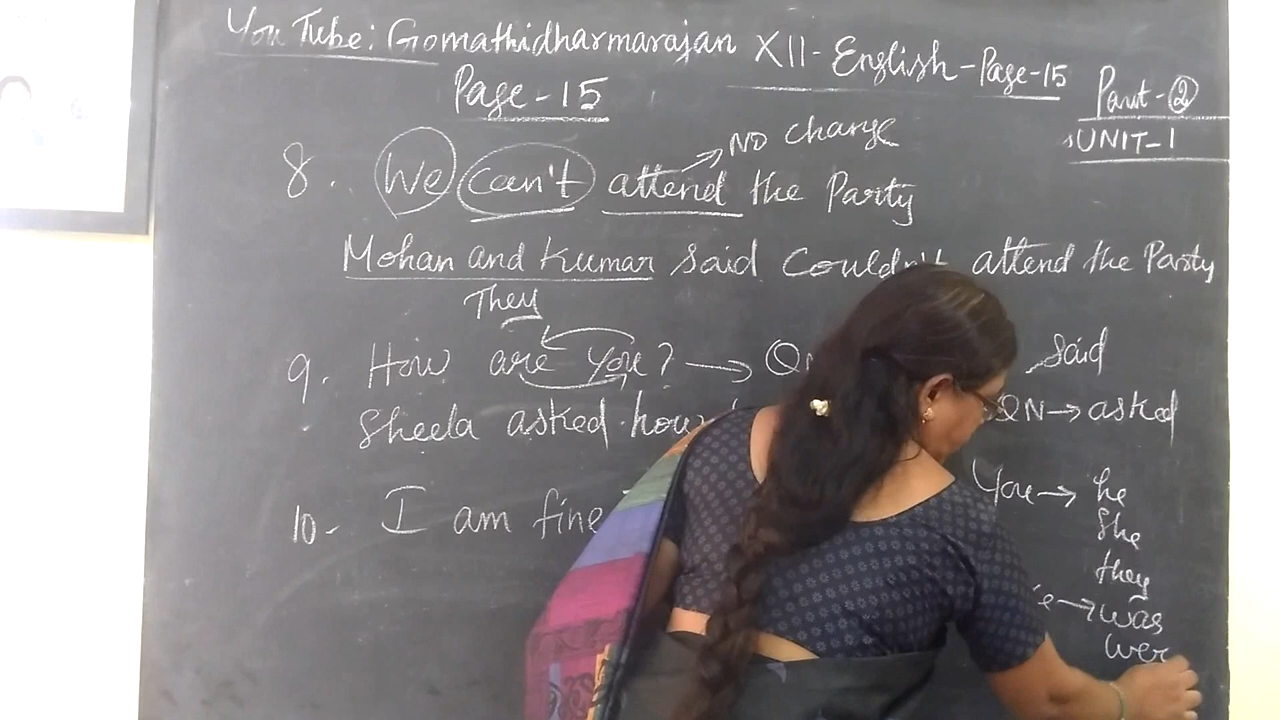 You Tube: Gomathidharmarajan XII - English - Page - 15
Page - 15
Part - 2
UNIT - 1
No change
8. We can't attend the Party
Mohan and Kumar said couldn't attend the Party
They
9. How are you? → said
Sheela asked how QN → asked
You → he
she
they
10- I am fine
→ was
wer